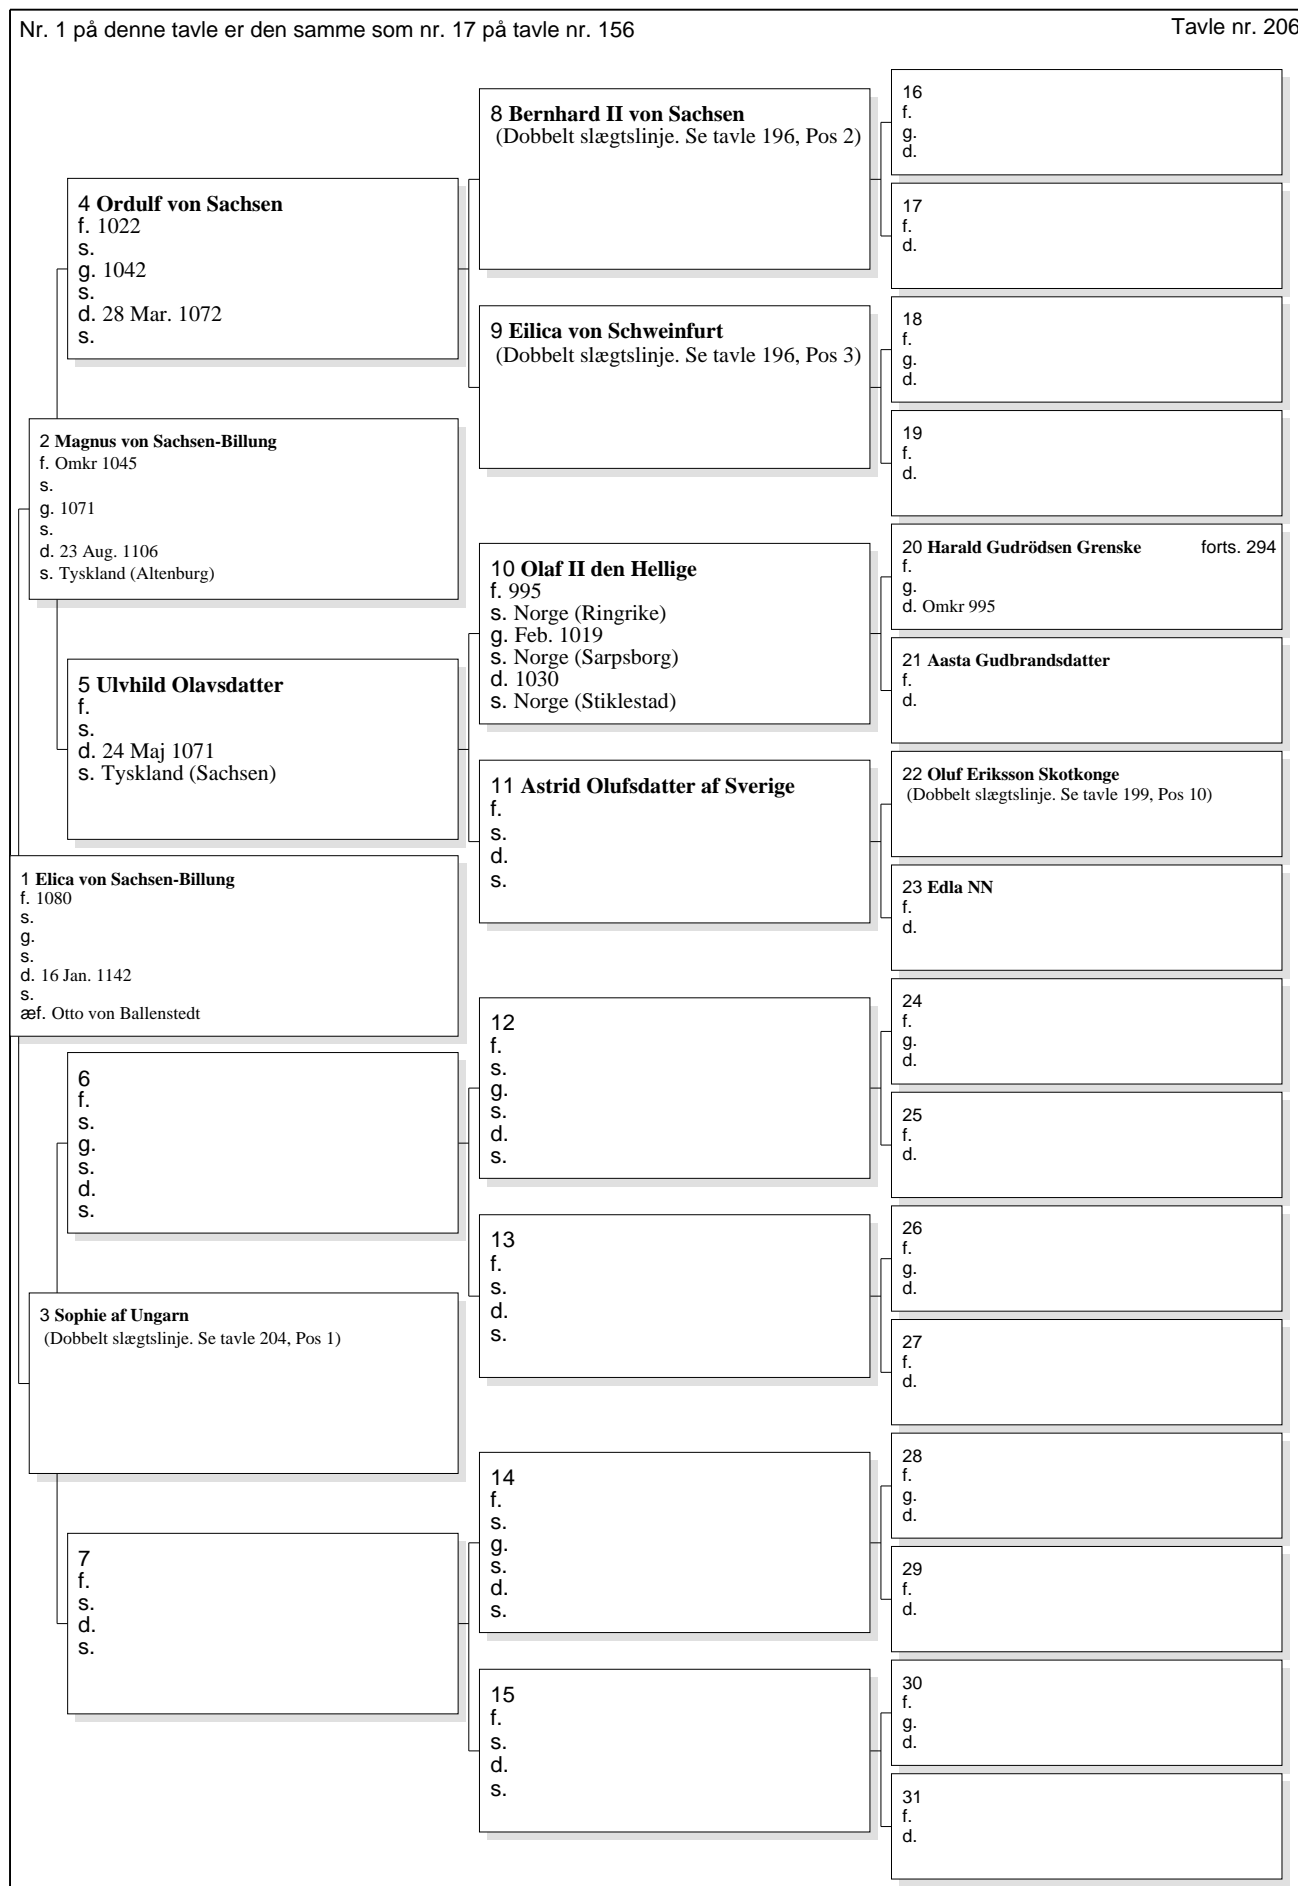 Nr. 1 på denne tavle er den samme som nr. 17 på tavle nr. 156
Tavle nr. 206
1 Elica von Sachsen-Billung
f. 1080
s.
g.
s.
d. 16 Jan. 1142
s.
æf. Otto von Ballenstedt
2 Magnus von Sachsen-Billung
f. Omkr 1045
s.
g. 1071
s.
d. 23 Aug. 1106
s. Tyskland (Altenburg)
3 Sophie af Ungarn
(Dobbelt slægtslinje. Se tavle 204, Pos 1)
4 Ordulf von Sachsen
f. 1022
s.
g. 1042
s.
d. 28 Mar. 1072
s.
5 Ulvhild Olavsdatter
f.
s.
d. 24 Maj 1071
s. Tyskland (Sachsen)
6
f.
s.
g.
s.
d.
s.
7
f.
s.
d.
s.
8 Bernhard II von Sachsen
(Dobbelt slægtslinje. Se tavle 196, Pos 2)
9 Eilica von Schweinfurt
(Dobbelt slægtslinje. Se tavle 196, Pos 3)
10 Olaf II den Hellige
f. 995
s. Norge (Ringrike)
g. Feb. 1019
s. Norge (Sarpsborg)
d. 1030
s. Norge (Stiklestad)
11 Astrid Olufsdatter af Sverige
f.
s.
d.
s.
12
f.
s.
g.
s.
d.
s.
13
f.
s.
d.
s.
14
f.
s.
g.
s.
d.
s.
15
f.
s.
d.
s.
16
f.
g.
d.
17
f.
d.
18
f.
g.
d.
19
f.
d.
20 Harald Gudrödsen Grenske forts. 294
f.
g.
d. Omkr 995
21 Aasta Gudbrandsdatter
f.
d.
22 Oluf Eriksson Skotkonge
(Dobbelt slægtslinje. Se tavle 199, Pos 10)
23 Edla NN
f.
d.
24
f.
g.
d.
25
f.
d.
26
f.
g.
d.
27
f.
d.
28
f.
g.
d.
29
f.
d.
30
f.
g.
d.
31
f.
d.